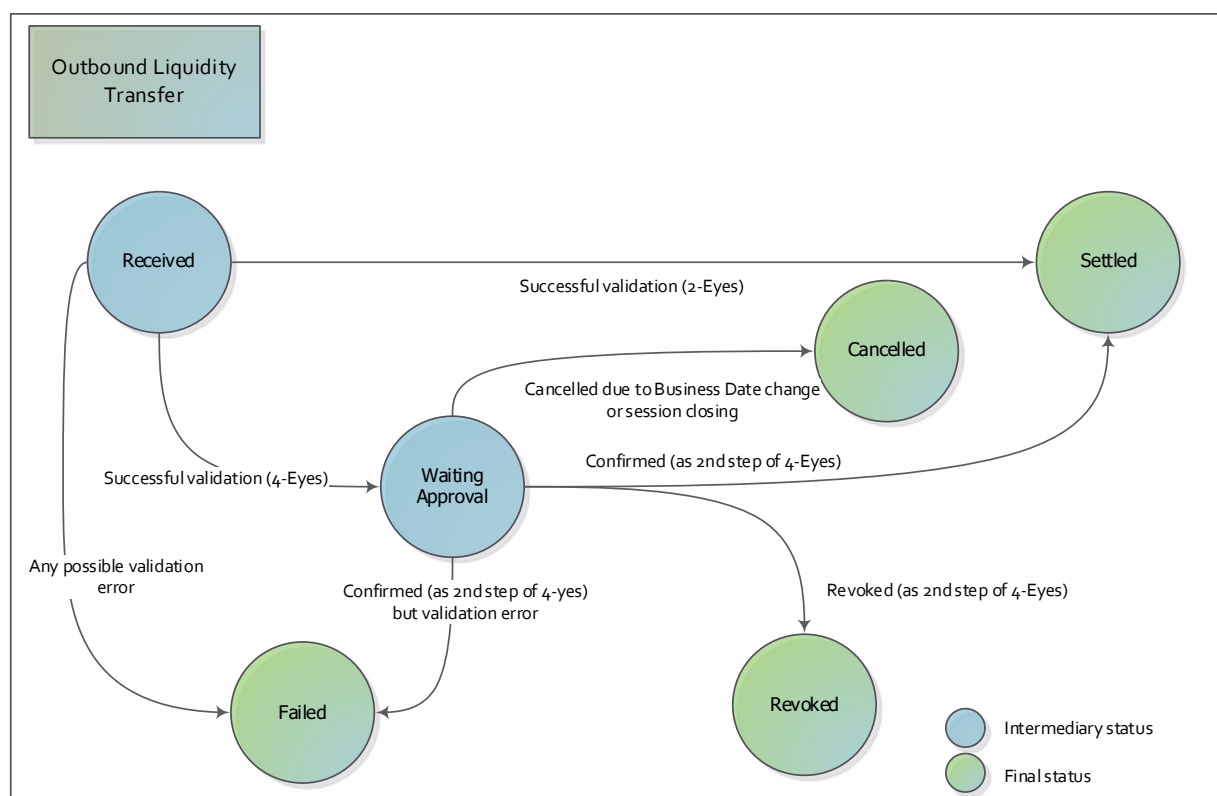 Outbound Liquidity
Transfer
Received
Settled
Successful validation (2-Eyes)
Cancelled
Cancelled due to Business Date change
or session closing
Confirmed (as 2nd step of 4-Eyes)
Waiting
Approval
Successful validation (4-Eyes)
Any possible validation
error
Confirmed (as 2nd step of 4-yes)
but validation error
Revoked (as 2nd step of 4-Eyes)
Failed
Revoked
Intermediary status
Final status